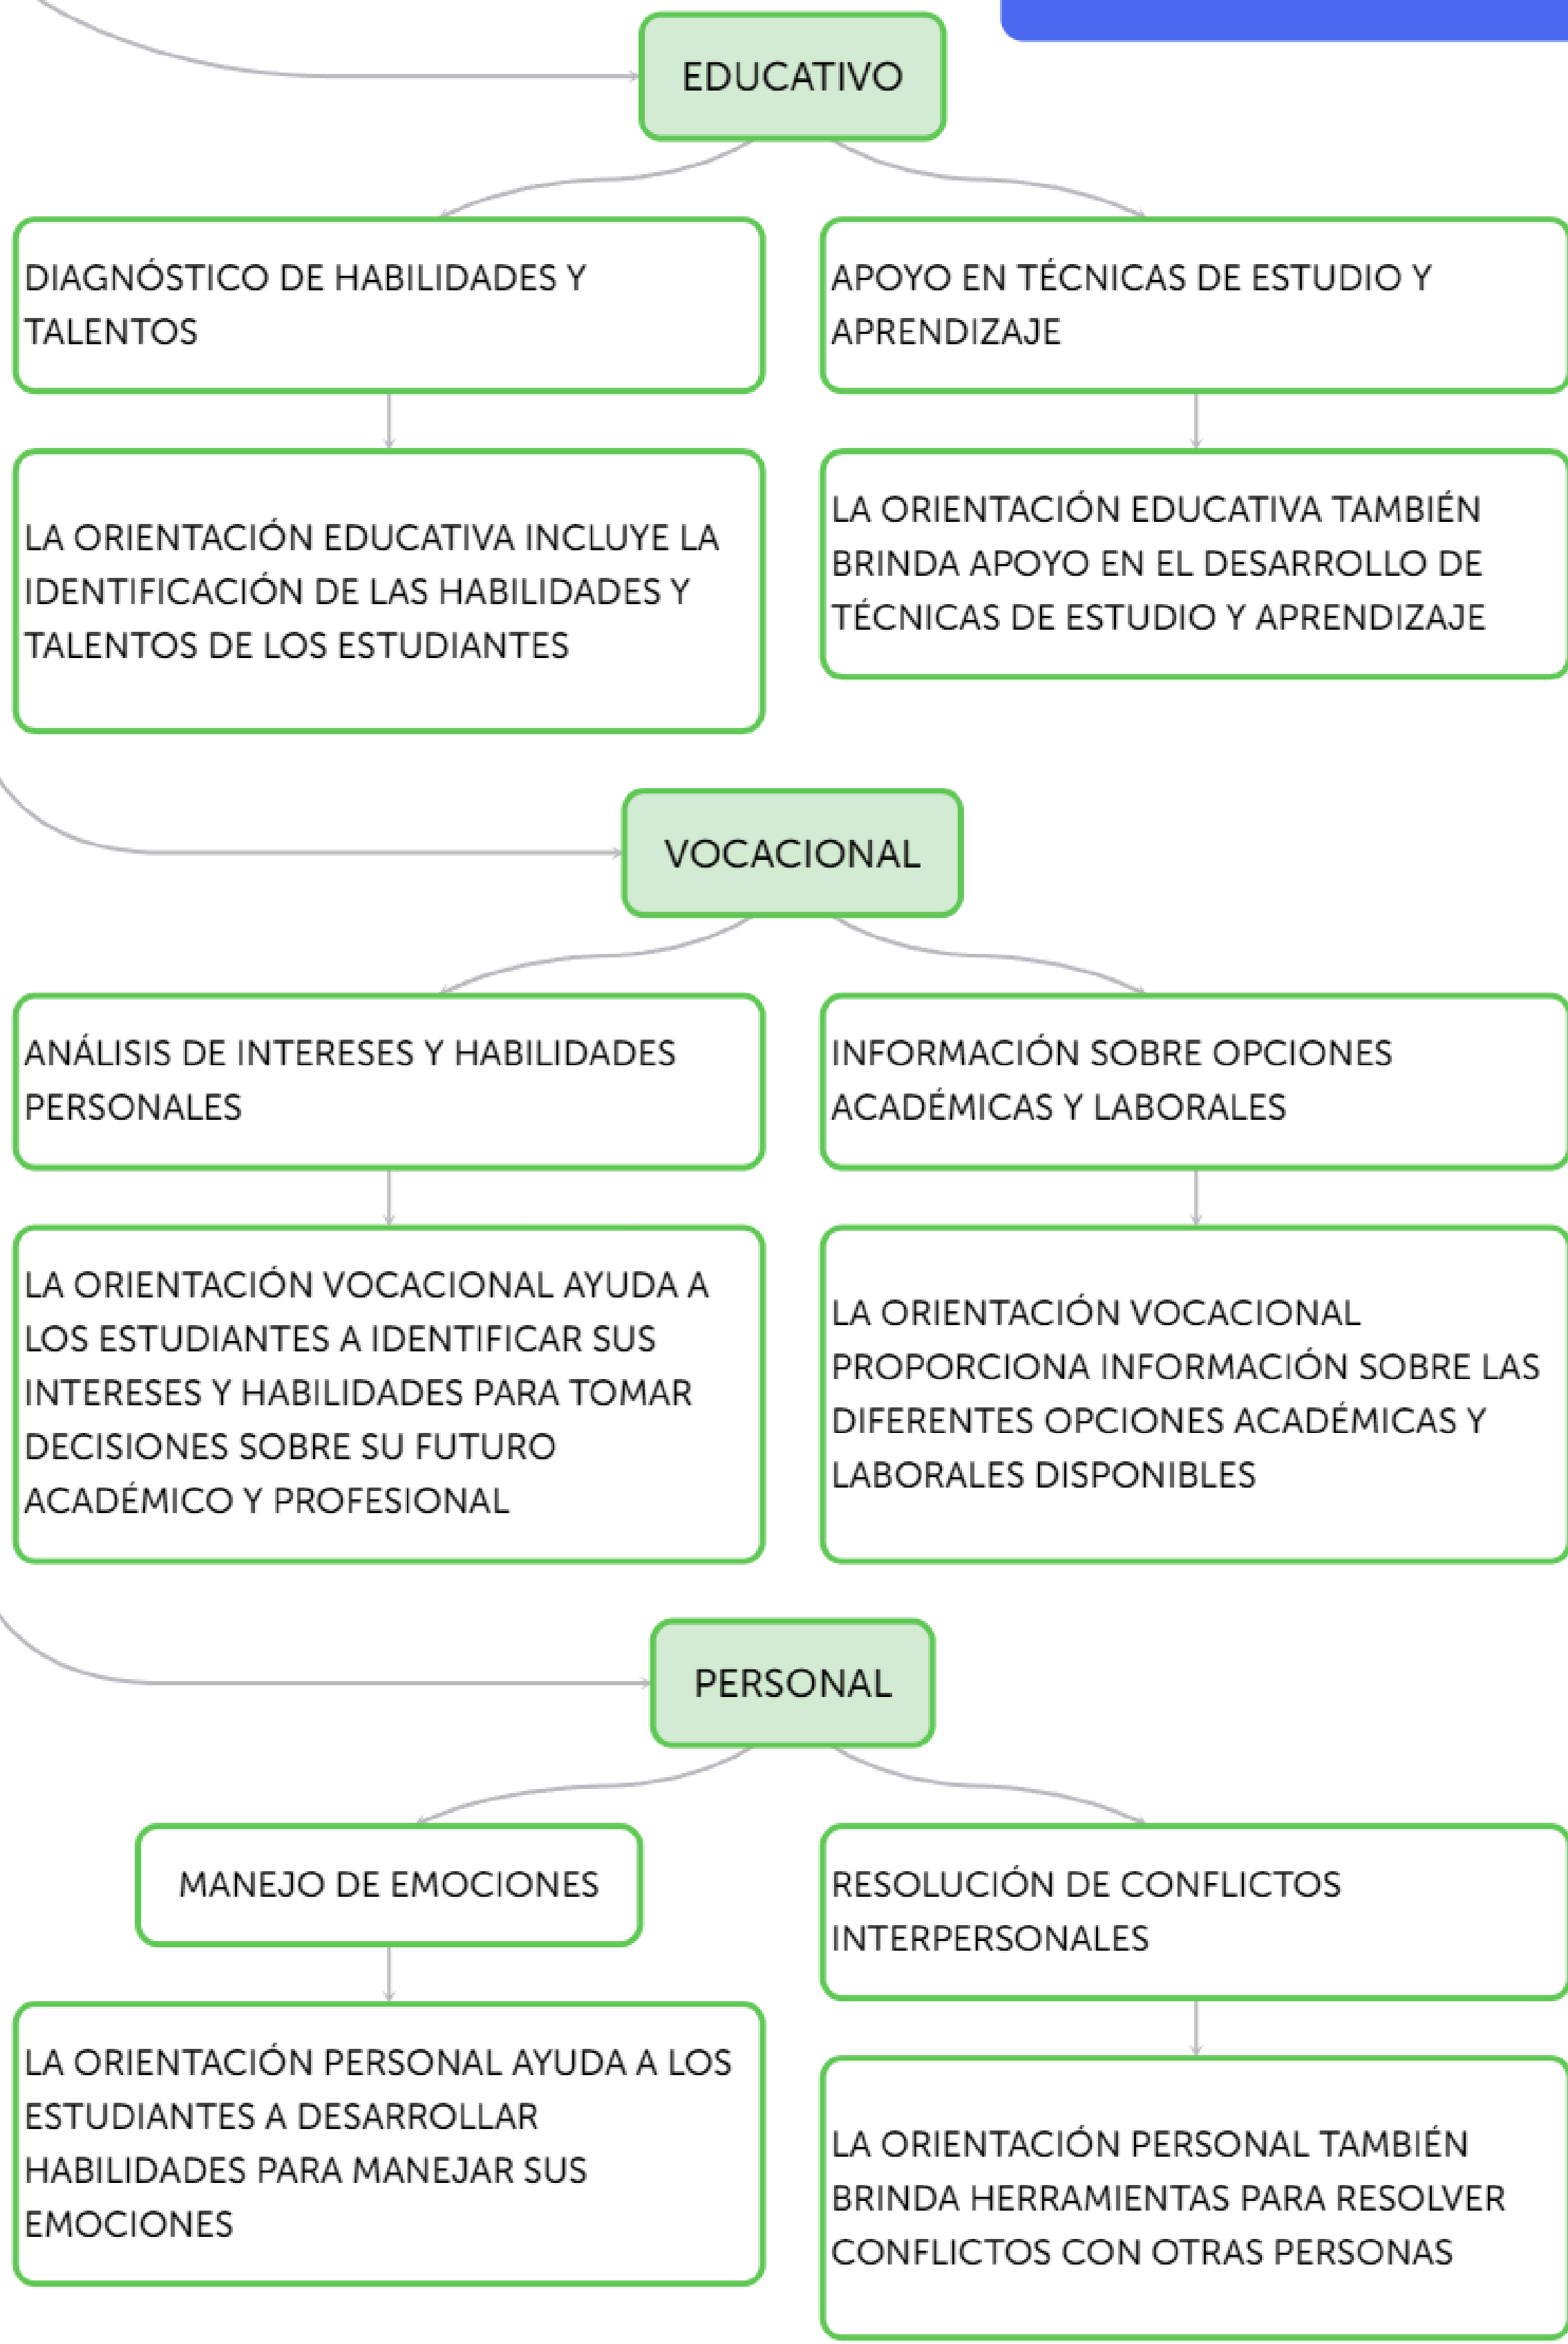 EDUCATIVO
DIAGNÓSTICO DE HABILIDADES Y
TALENTOS
LA ORIENTACIÓN EDUCATIVA INCLUYE LA
IDENTIFICACIÓN DE LAS HABILIDADES Y
TALENTOS DE LOS ESTUDIANTES
APOYO EN TÉCNICAS DE ESTUDIO Y
APRENDIZAJE
LA ORIENTACIÓN EDUCATIVA TAMBIÉN
BRINDA APOYO EN EL DESARROLLO DE
TÉCNICAS DE ESTUDIO Y APRENDIZAJE
VOCACIONAL
ANÁLISIS DE INTERESES Y HABILIDADES
PERSONALES
LA ORIENTACIÓN VOCACIONAL AYUDA A
LOS ESTUDIANTES A IDENTIFICAR SUS
INTERESES Y HABILIDADES PARA TOMAR
DECISIONES SOBRE SU FUTURO
ACADÉMICO Y PROFESIONAL
INFORMACIÓN SOBRE OPCIONES
ACADÉMICAS Y LABORALES
LA ORIENTACIÓN VOCACIONAL
PROPORCIONA INFORMACIÓN SOBRE LAS
DIFERENTES OPCIONES ACADÉMICAS Y
LABORALES DISPONIBLES
PERSONAL
MANEJO DE EMOCIONES
LA ORIENTACIÓN PERSONAL AYUDA A LOS
ESTUDIANTES A DESARROLLAR
HABILIDADES PARA MANEJAR SUS
EMOCIONES
RESOLUCIÓN DE CONFLICTOS
INTERPERSONALES
LA ORIENTACIÓN PERSONAL TAMBIÉN
BRINDA HERRAMIENTAS PARA RESOLVER
CONFLICTOS CON OTRAS PERSONAS